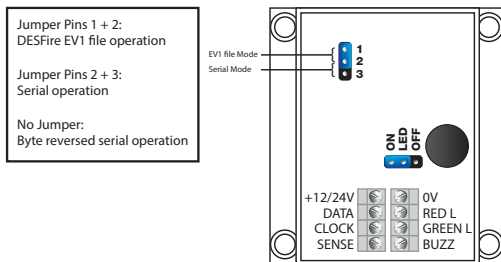 Jumper Pins 1 + 2:
DESFire EV1 file operation
Jumper Pins 2 + 3:
Serial operation
No Jumper:
Byte reversed serial operation
EV1 file Mode
Serial Mode
1
2
3
ON
LED
OFF
+12/24V
0V
DATA
RED L
CLOCK
GREEN L
SENSE
BUZZ